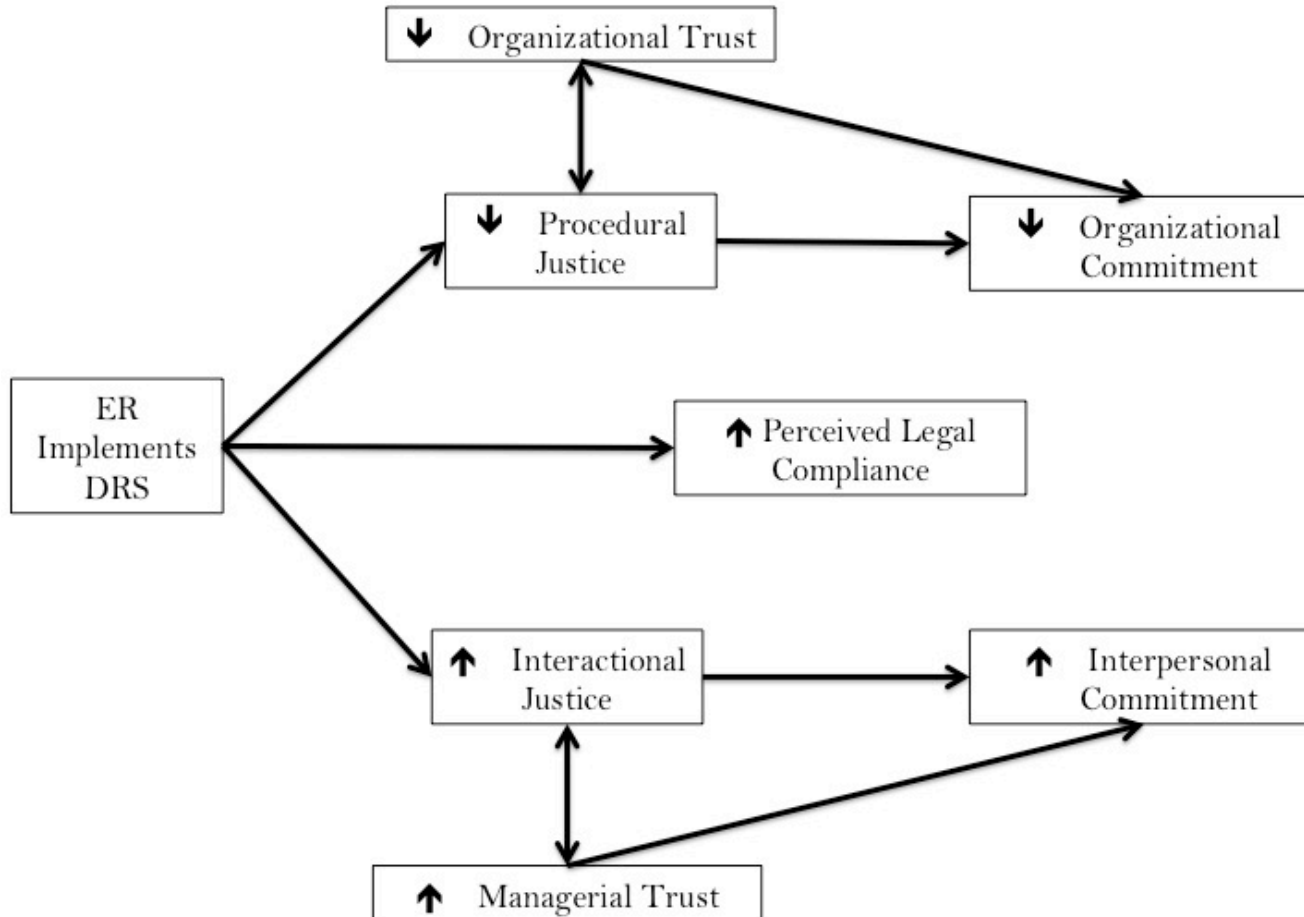 Organizational Trust
Procedural
Justice
Organizational
Commitment
ER
Implements
DRS
Perceived Legal
Compliance
Interactional
Justice
Interpersonal
Commitment
Managerial Trust